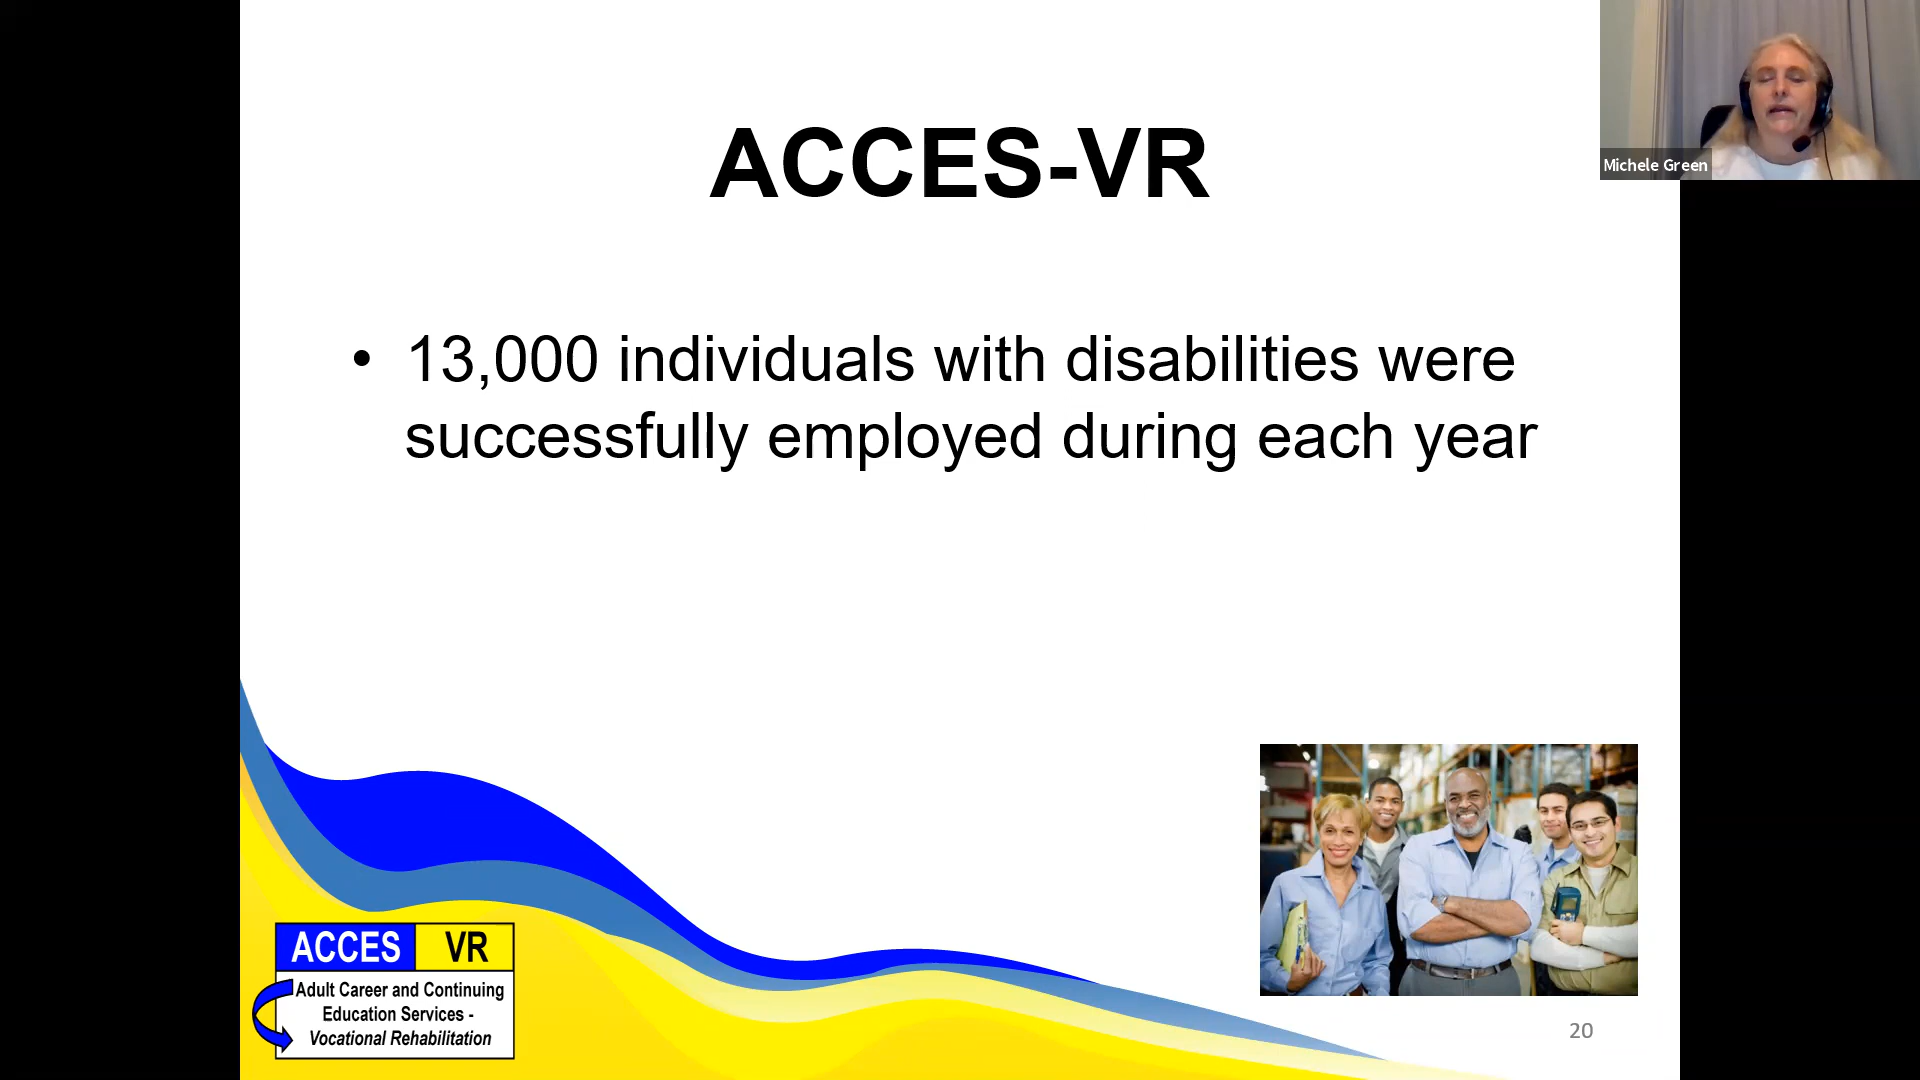 ACCES-VR
Michele Green
• 13,000 individuals with disabilities were
successfully employed during each year
ACCES VR
Adult Career and Continuing
Education Services -
Vocational Rehabilitation
20